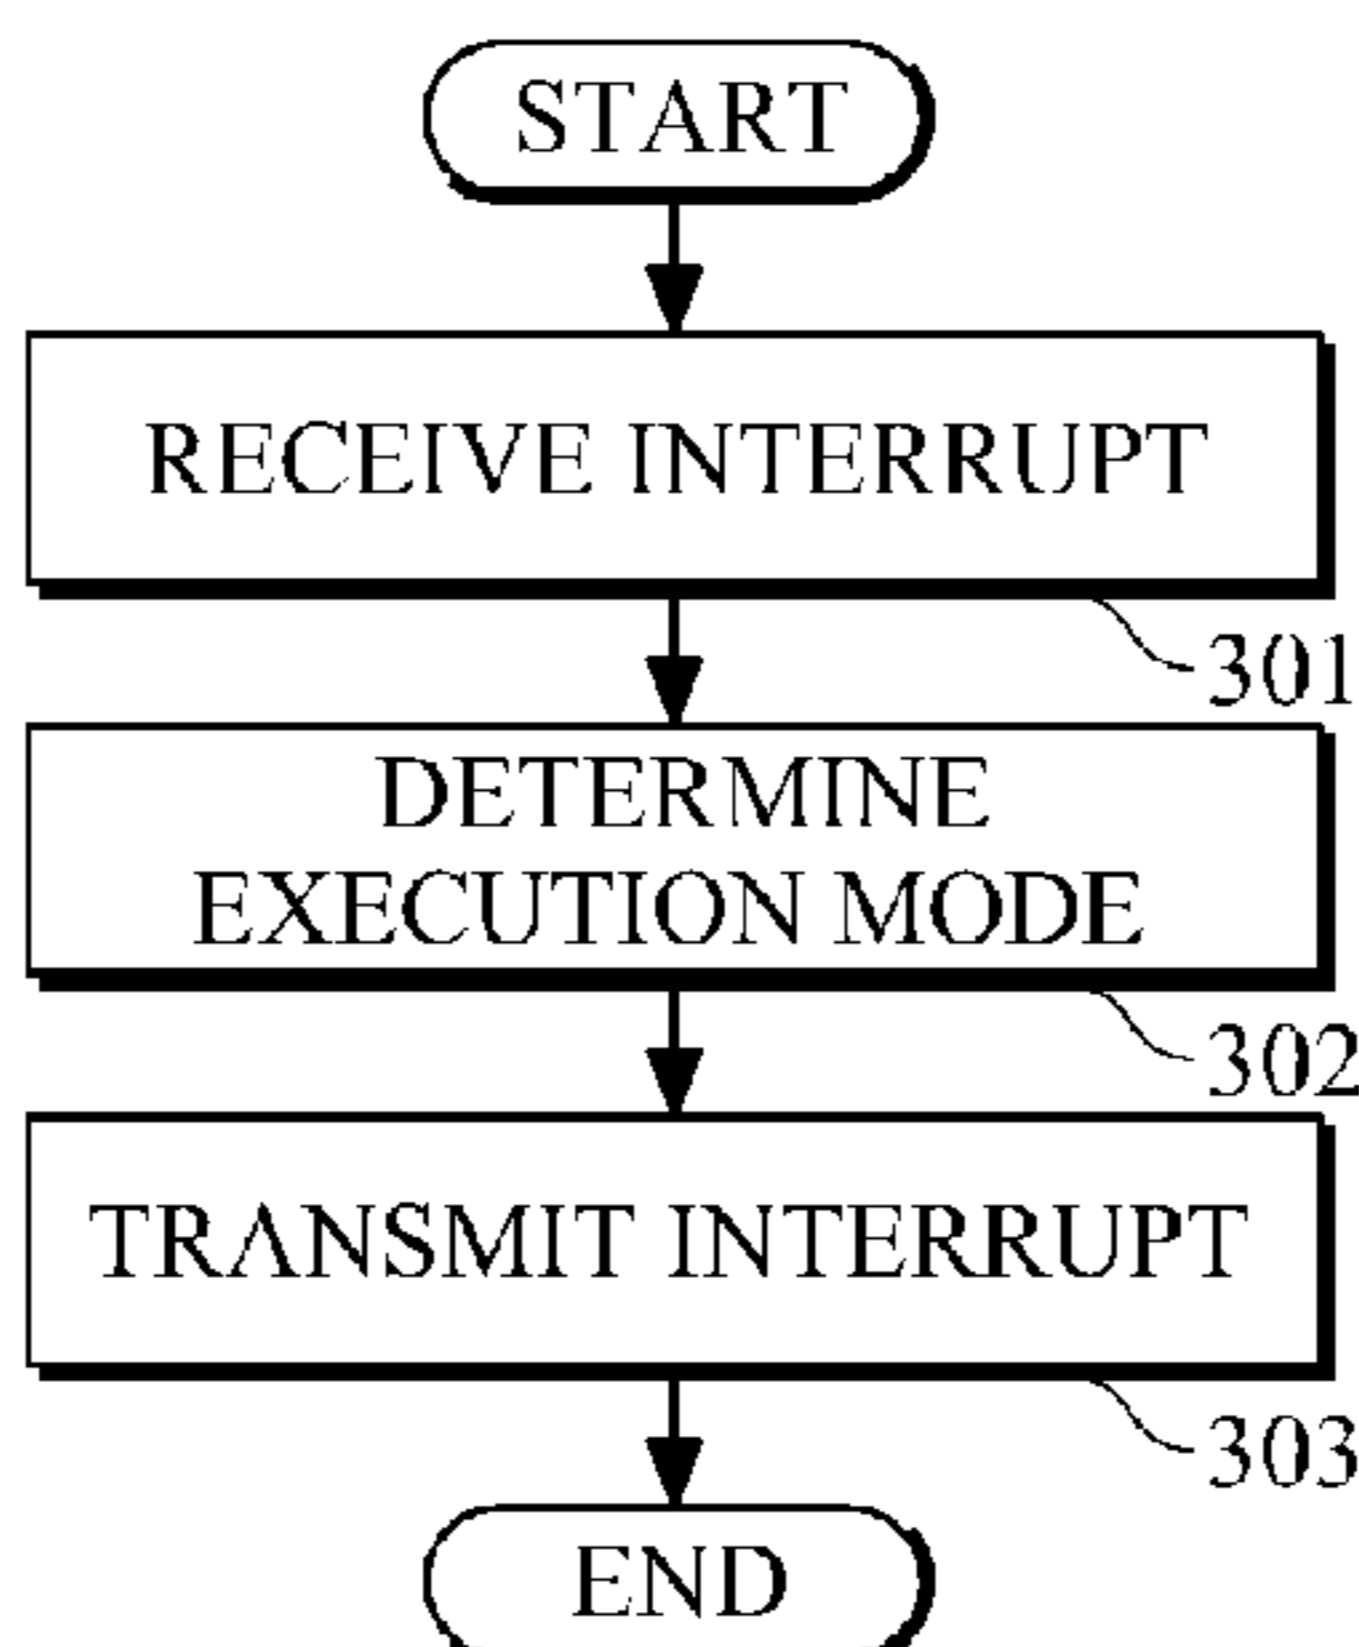 START
RECEIVE INTERRUPT
301
DETERMINE
EXECUTION MODE
302
TRANSMIT INTERRUPT
303
END